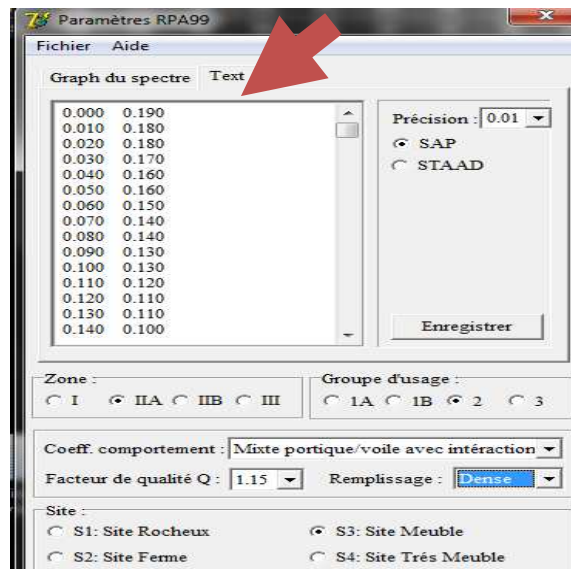 Paramètres RPA99
Fichier Aide
Graph du spectre Text
0.000 0.190
0.010 0.180
0.020 0.180
0.030 0.170
0.040 0.160
0.050 0.160
0.060 0.150
0.070 0.140
0.080 0.140
0.090 0.130
0.100 0.130
0.110 0.120
0.120 0.110
0.130 0.110
0.140 0.100
Précision : 0.01
SAP
STAAD
Enregistrer
Zone :
I IIA IIB III
Groupe d'usage :
1A 1B 2 3
Coeff. comportement : Mixte portique/voile avec intéraction
Facteur de qualité Q : 1.15 Remplissage : Dense
Site :
S1: Site Rocheux S3: Site Meuble
S2: Site Ferme S4: Site Trés Meuble